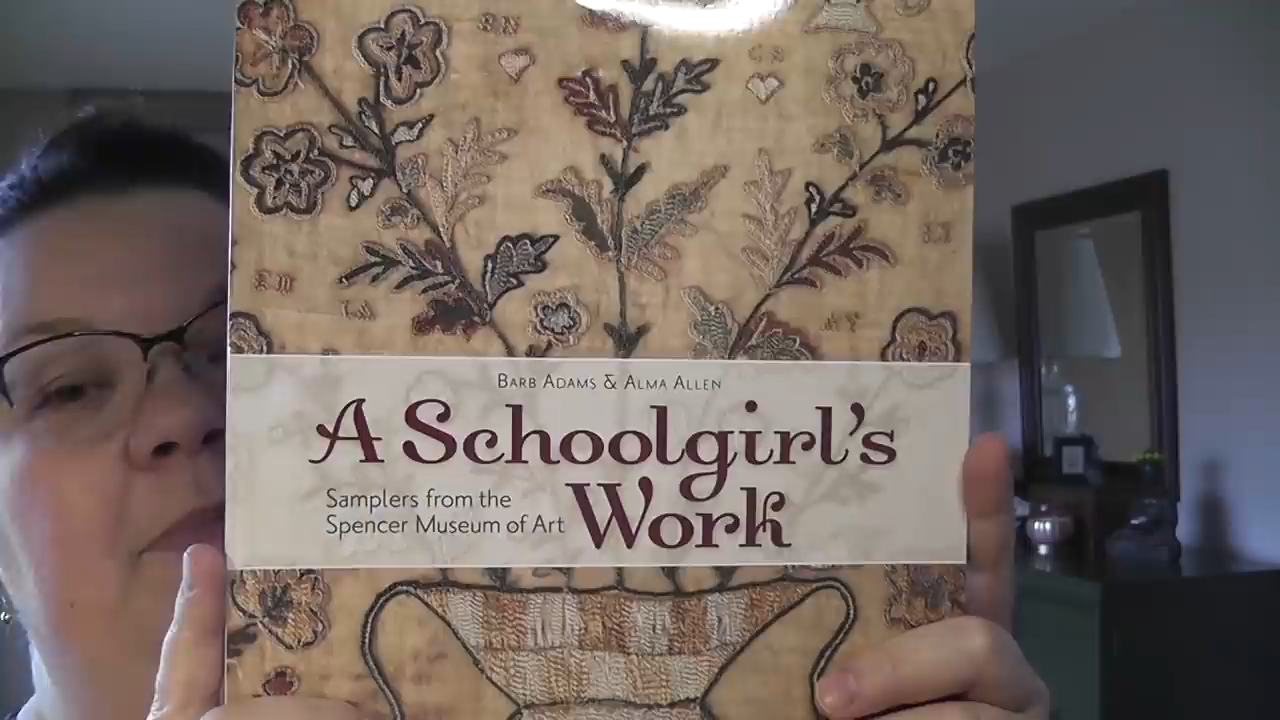 BARB ADAMS & ALMA ALLEN
A Schoolgirl's
Samplers from the
Spencer Museum of Art
Work